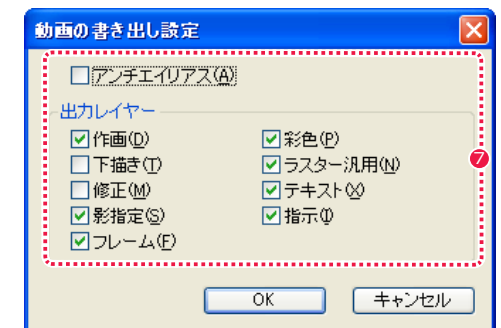 動画の書き出し設定
アンチエイリアス(A)
出力レイヤー
作画(D)
彩色(P)
下描き(T)
ラスター汎用(N)
修正(M)
テキスト(X)
影指定(S)
指示(I)
フレーム(F)
7
OK
キャンセル